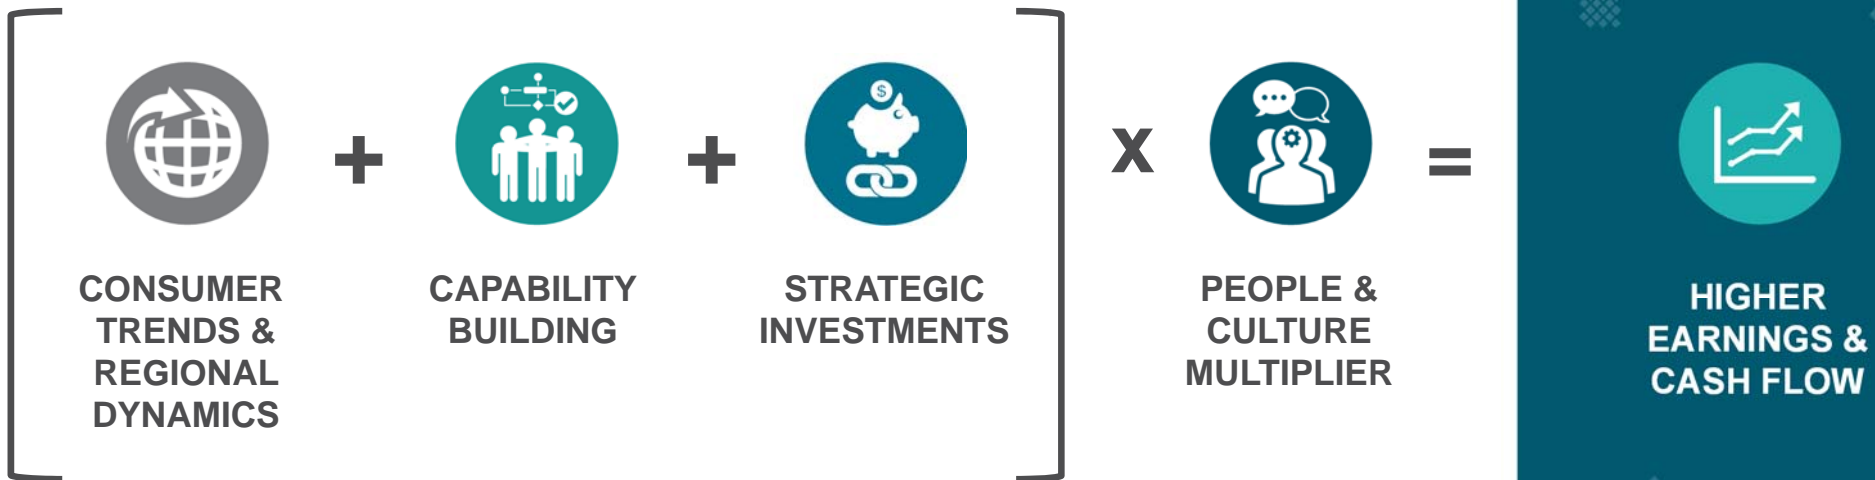 CONSUMER
TRENDS &
REGIONAL
DYNAMICS
+
CAPABILITY
BUILDING
+
$
STRATEGIC
INVESTMENTS
x
PEOPLE &
CULTURE
MULTIPLIER
=
HIGHER
EARNINGS &
CASH FLOW